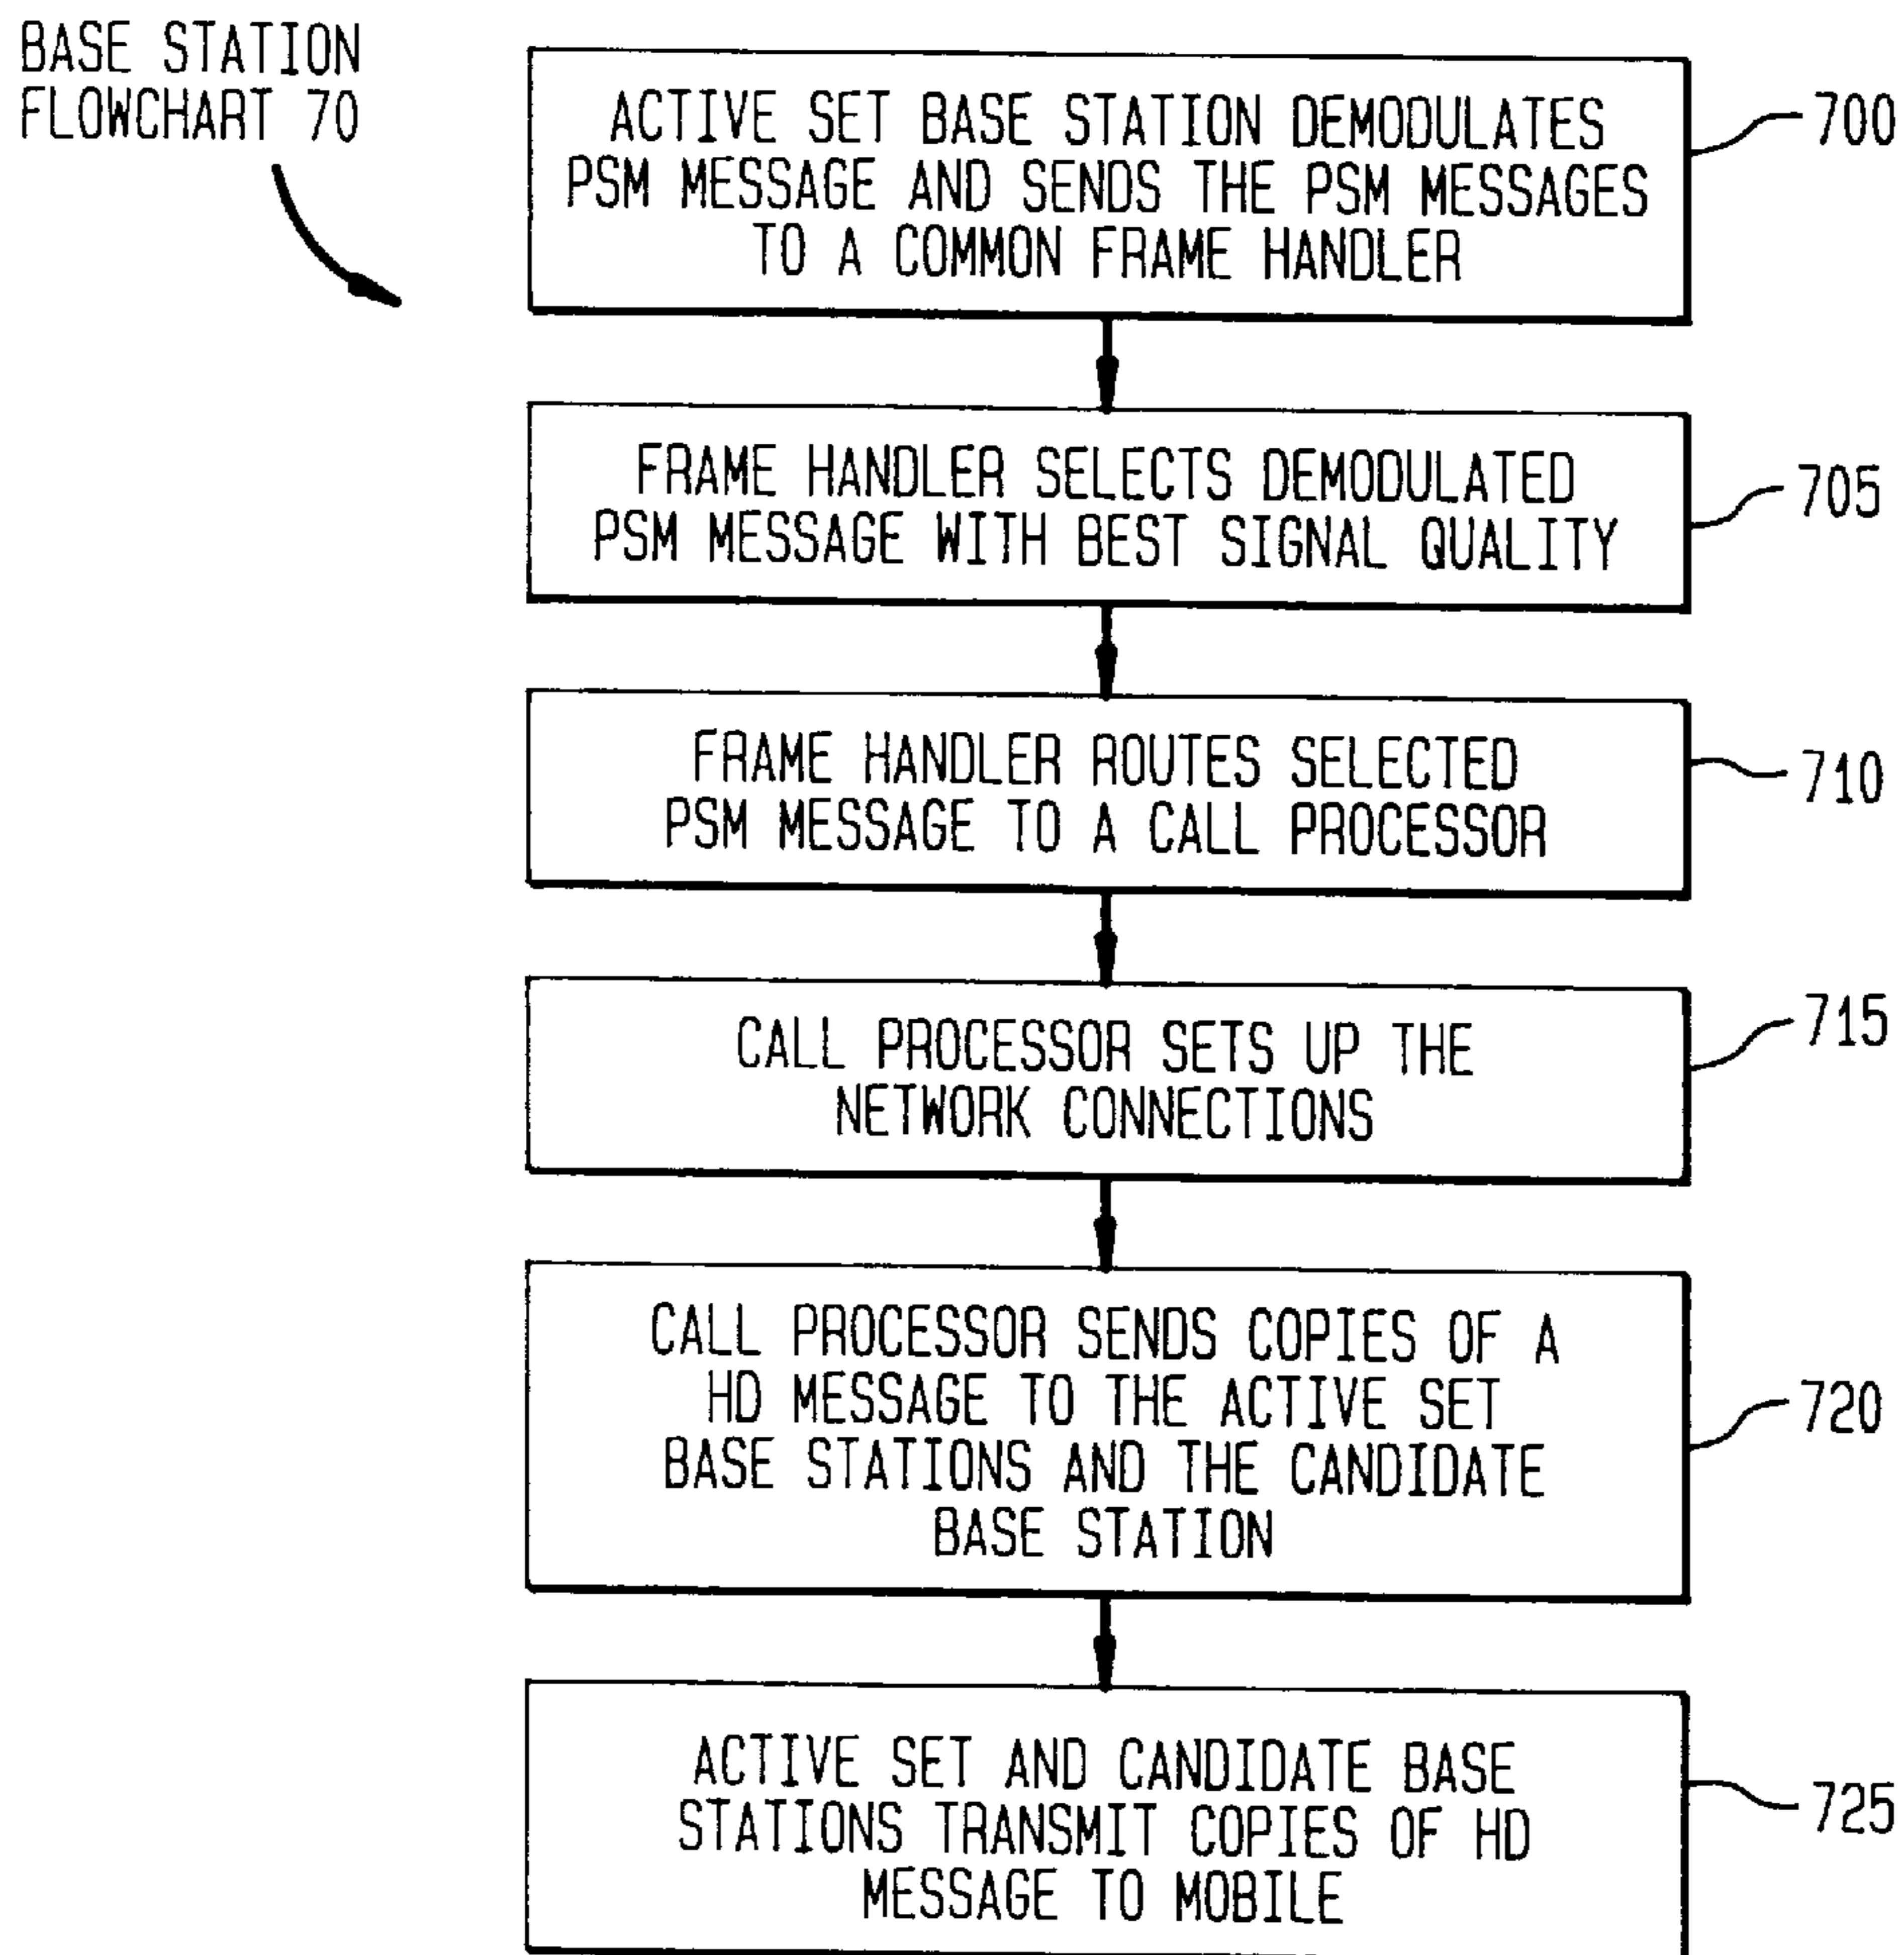 BASE STATION
FLOWCHART 70
ACTIVE SET BASE STATION DEMODULATES
PSM MESSAGE AND SENDS THE PSM MESSAGES
TO A COMMON FRAME HANDLER
700
FRAME HANDLER SELECTS DEMODULATED
PSM MESSAGE WITH BEST SIGNAL QUALITY
705
FRAME HANDLER ROUTES SELECTED
PSM MESSAGE TO A CALL PROCESSOR
710
CALL PROCESSOR SETS UP THE
NETWORK CONNECTIONS
715
CALL PROCESSOR SENDS COPIES OF A
HD MESSAGE TO THE ACTIVE SET
BASE STATIONS AND THE CANDIDATE
BASE STATION
720
ACTIVE SET AND CANDIDATE BASE
STATIONS TRANSMIT COPIES OF HD
MESSAGE TO MOBILE
725